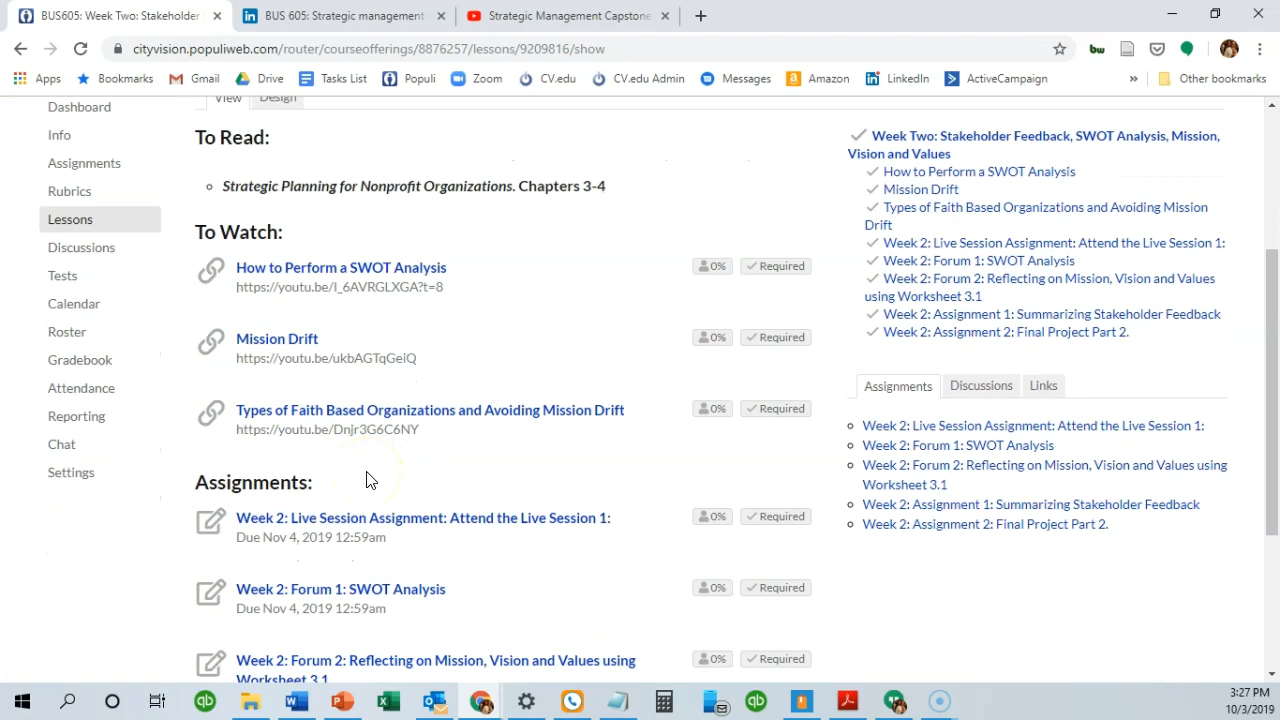 BUS605: Week Two: Stakeholder
BUS 605: Strategic management
Strategic Management Capstone
cityvision.populiweb.com/router/courseofferings/8876257/lessons/9209816/show
bw
Apps
Bookmarks
Gmail
Drive
Tasks List
Populi
Zoom
CV.edu
CV.edu Admin
Messages
Amazon
LinkedIn
ActiveCampaign
»
Other bookmarks
Dashboard
Info
Assignments
Rubrics
Lessons
Discussions
Tests
Calendar
Roster
Gradebook
Attendance
Reporting
Chat
Settings
View
Design
To Read:
Strategic Planning for Nonprofit Organizations. Chapters 3-4
To Watch:
How to Perform a SWOT Analysis
0% Required
https://youtu.be/I_6AVRGLXGA?t=8
Mission Drift
0% Required
https://youtu.be/ukbAGTqGeiQ
Types of Faith Based Organizations and Avoiding Mission Drift
0% Required
https://youtu.be/Dnjr3G6C6NY
Assignments:
Week 2: Live Session Assignment: Attend the Live Session 1:
0% Required
Due Nov 4, 2019 12:59am
Week 2: Forum 1: SWOT Analysis
0% Required
Due Nov 4, 2019 12:59am
Week 2: Forum 2: Reflecting on Mission, Vision and Values using
0% Required
Worksheet 3.1
Week Two: Stakeholder Feedback, SWOT Analysis, Mission,
Vision and Values
How to Perform a SWOT Analysis
Mission Drift
Types of Faith Based Organizations and Avoiding Mission
Drift
Week 2: Live Session Assignment: Attend the Live Session 1:
Week 2: Forum 1: SWOT Analysis
Week 2: Forum 2: Reflecting on Mission, Vision and Values
using Worksheet 3.1
Week 2: Assignment 1: Summarizing Stakeholder Feedback
Week 2: Assignment 2: Final Project Part 2.
Assignments
Discussions
Links
Week 2: Live Session Assignment: Attend the Live Session 1:
Week 2: Forum 1: SWOT Analysis
Week 2: Forum 2: Reflecting on Mission, Vision and Values using
Worksheet 3.1
Week 2: Assignment 1: Summarizing Stakeholder Feedback
Week 2: Assignment 2: Final Project Part 2.
3:27 PM
10/3/2019